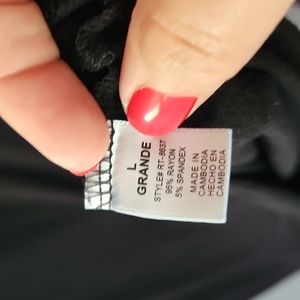 L
GRANDE
STYLE# RT-8637
95% RAYON
5% SPANDEX
MADE IN
CAMBODIA
HECHO EN
CAMBODIA